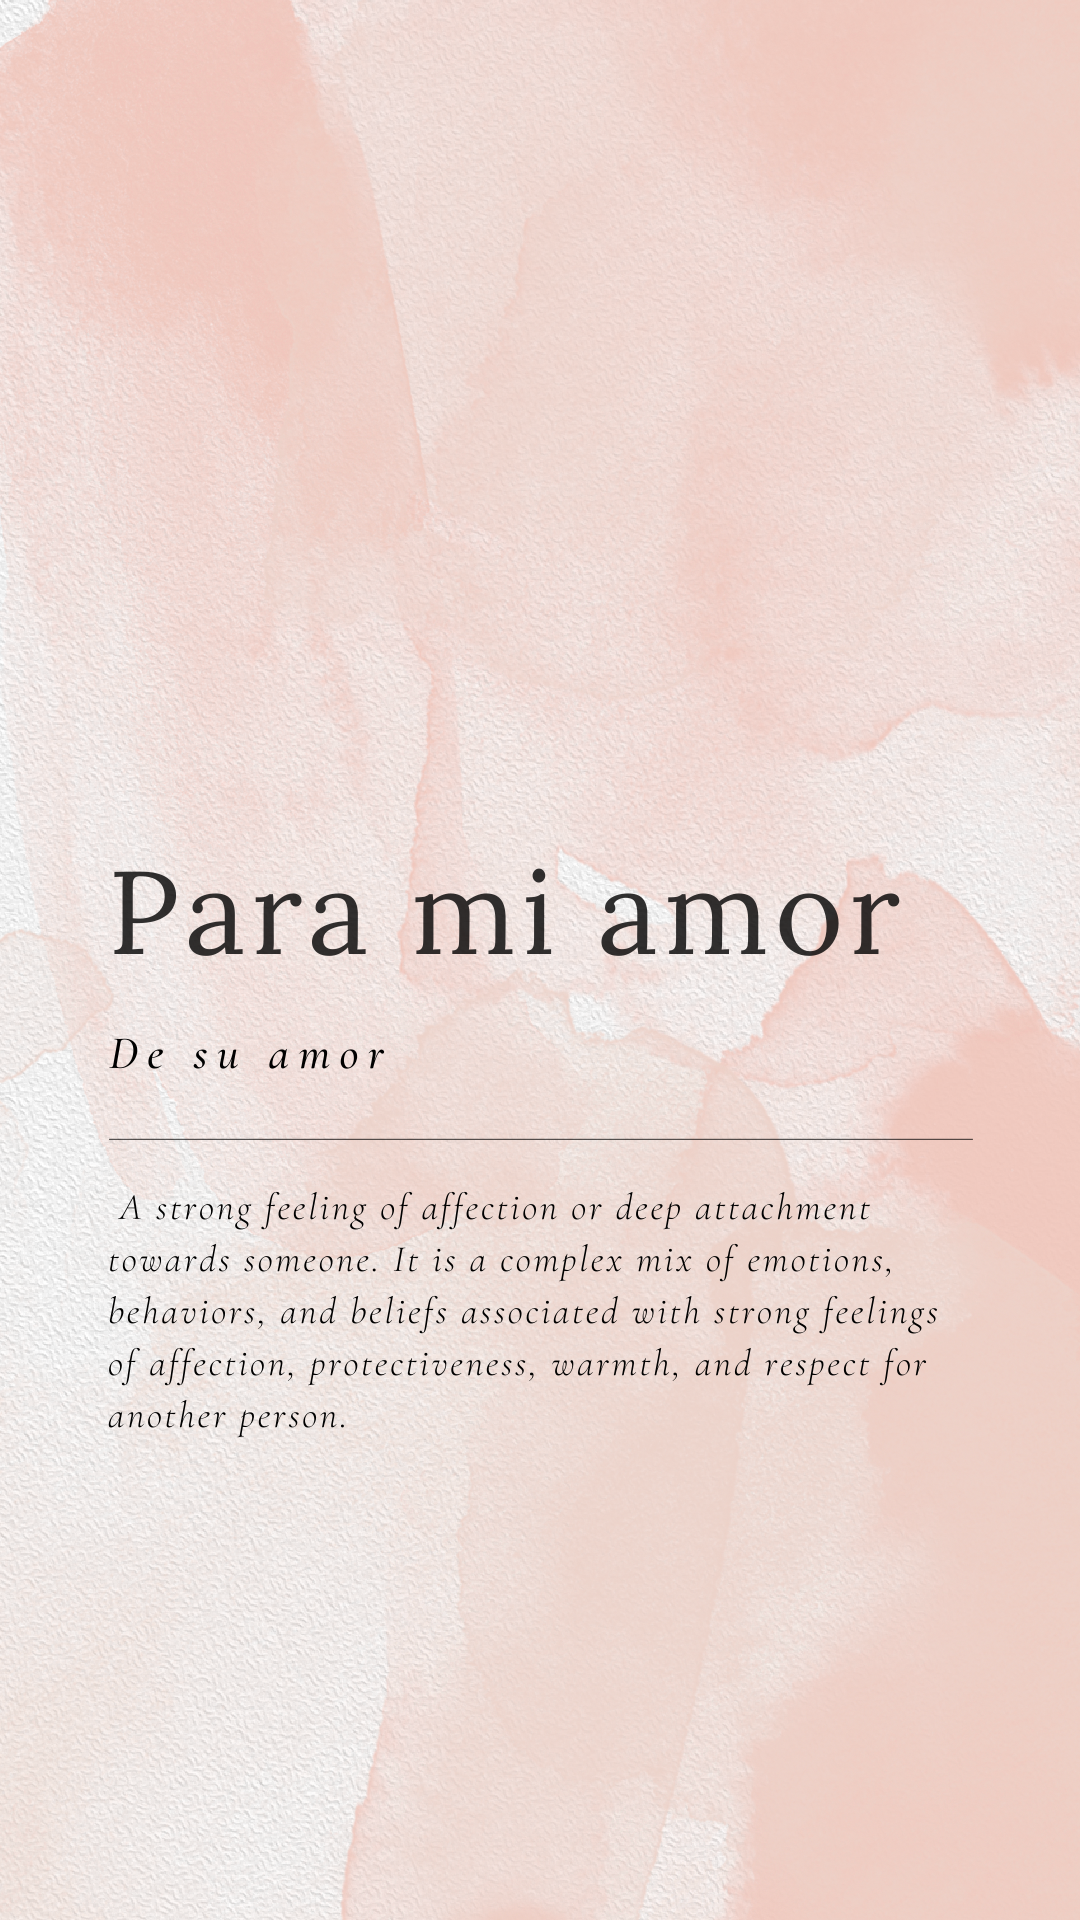 Para mi amor
De su amor
A strong feeling of affection or deep attachment
towards someone. It is a complex mix of emotions,
behaviors, and beliefs associated with strong feelings
of affection, protectiveness, warmth, and respect for
another person.